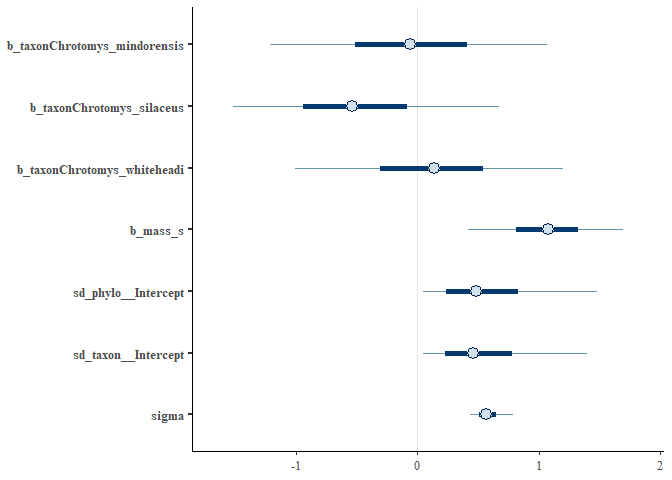 b_taxonChrotomys_mindorensis
b_taxonChrotomys_silaceus
b_taxonChrotomys_whiteheadi
b_mass_s
sd_phylo__Intercept
sd_taxon__Intercept
sigma
-1 0 1 2